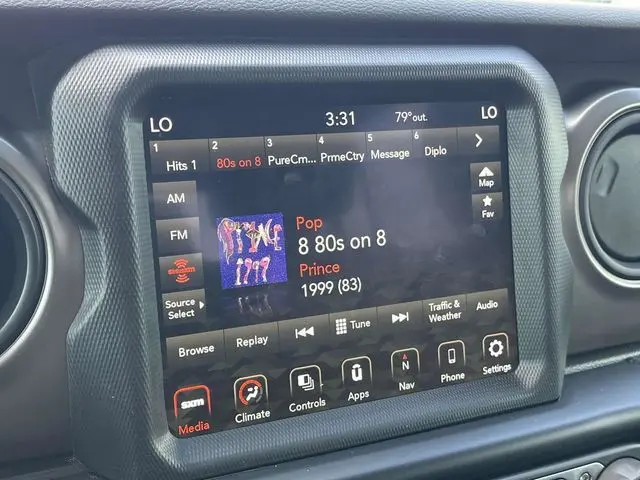 LO 3:31 79°out. LO
1 Hits 1
2 80s on 8
3 PureCm...
4 PrmeCtry
5 Message
6 Diplo
AM
FM
siriusxm
Source Select
Map
Fav
Pop
8 80s on 8
Prince
1999 (83)
Browse Replay Tune Traffic & Weather Audio
sxm
Media Climate Controls Apps N Nav Phone Settings